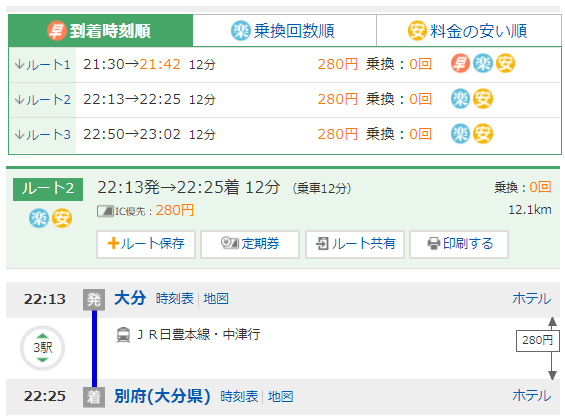 早 到着時刻順 楽 乗換回数順 安 料金の安い順
ルート1 21:30→21:42 12分 280円 乗換：0回 早 楽 安
ルート2 22:13→22:25 12分 280円 乗換：0回 楽 安
ルート3 22:50→23:02 12分 280円 乗換：0回 楽 安
ルート2 22:13発→22:25着 12分 （乗車12分） 乗換：0回
楽 安 IC優先：280円 12.1km
ルート保存 定期券 ルート共有 印刷する
22:13 発 大分 時刻表 | 地図 ホテル
3駅 ＪＲ日豊本線・中津行 280円
22:25 着 別府(大分県) 時刻表 | 地図 ホテル